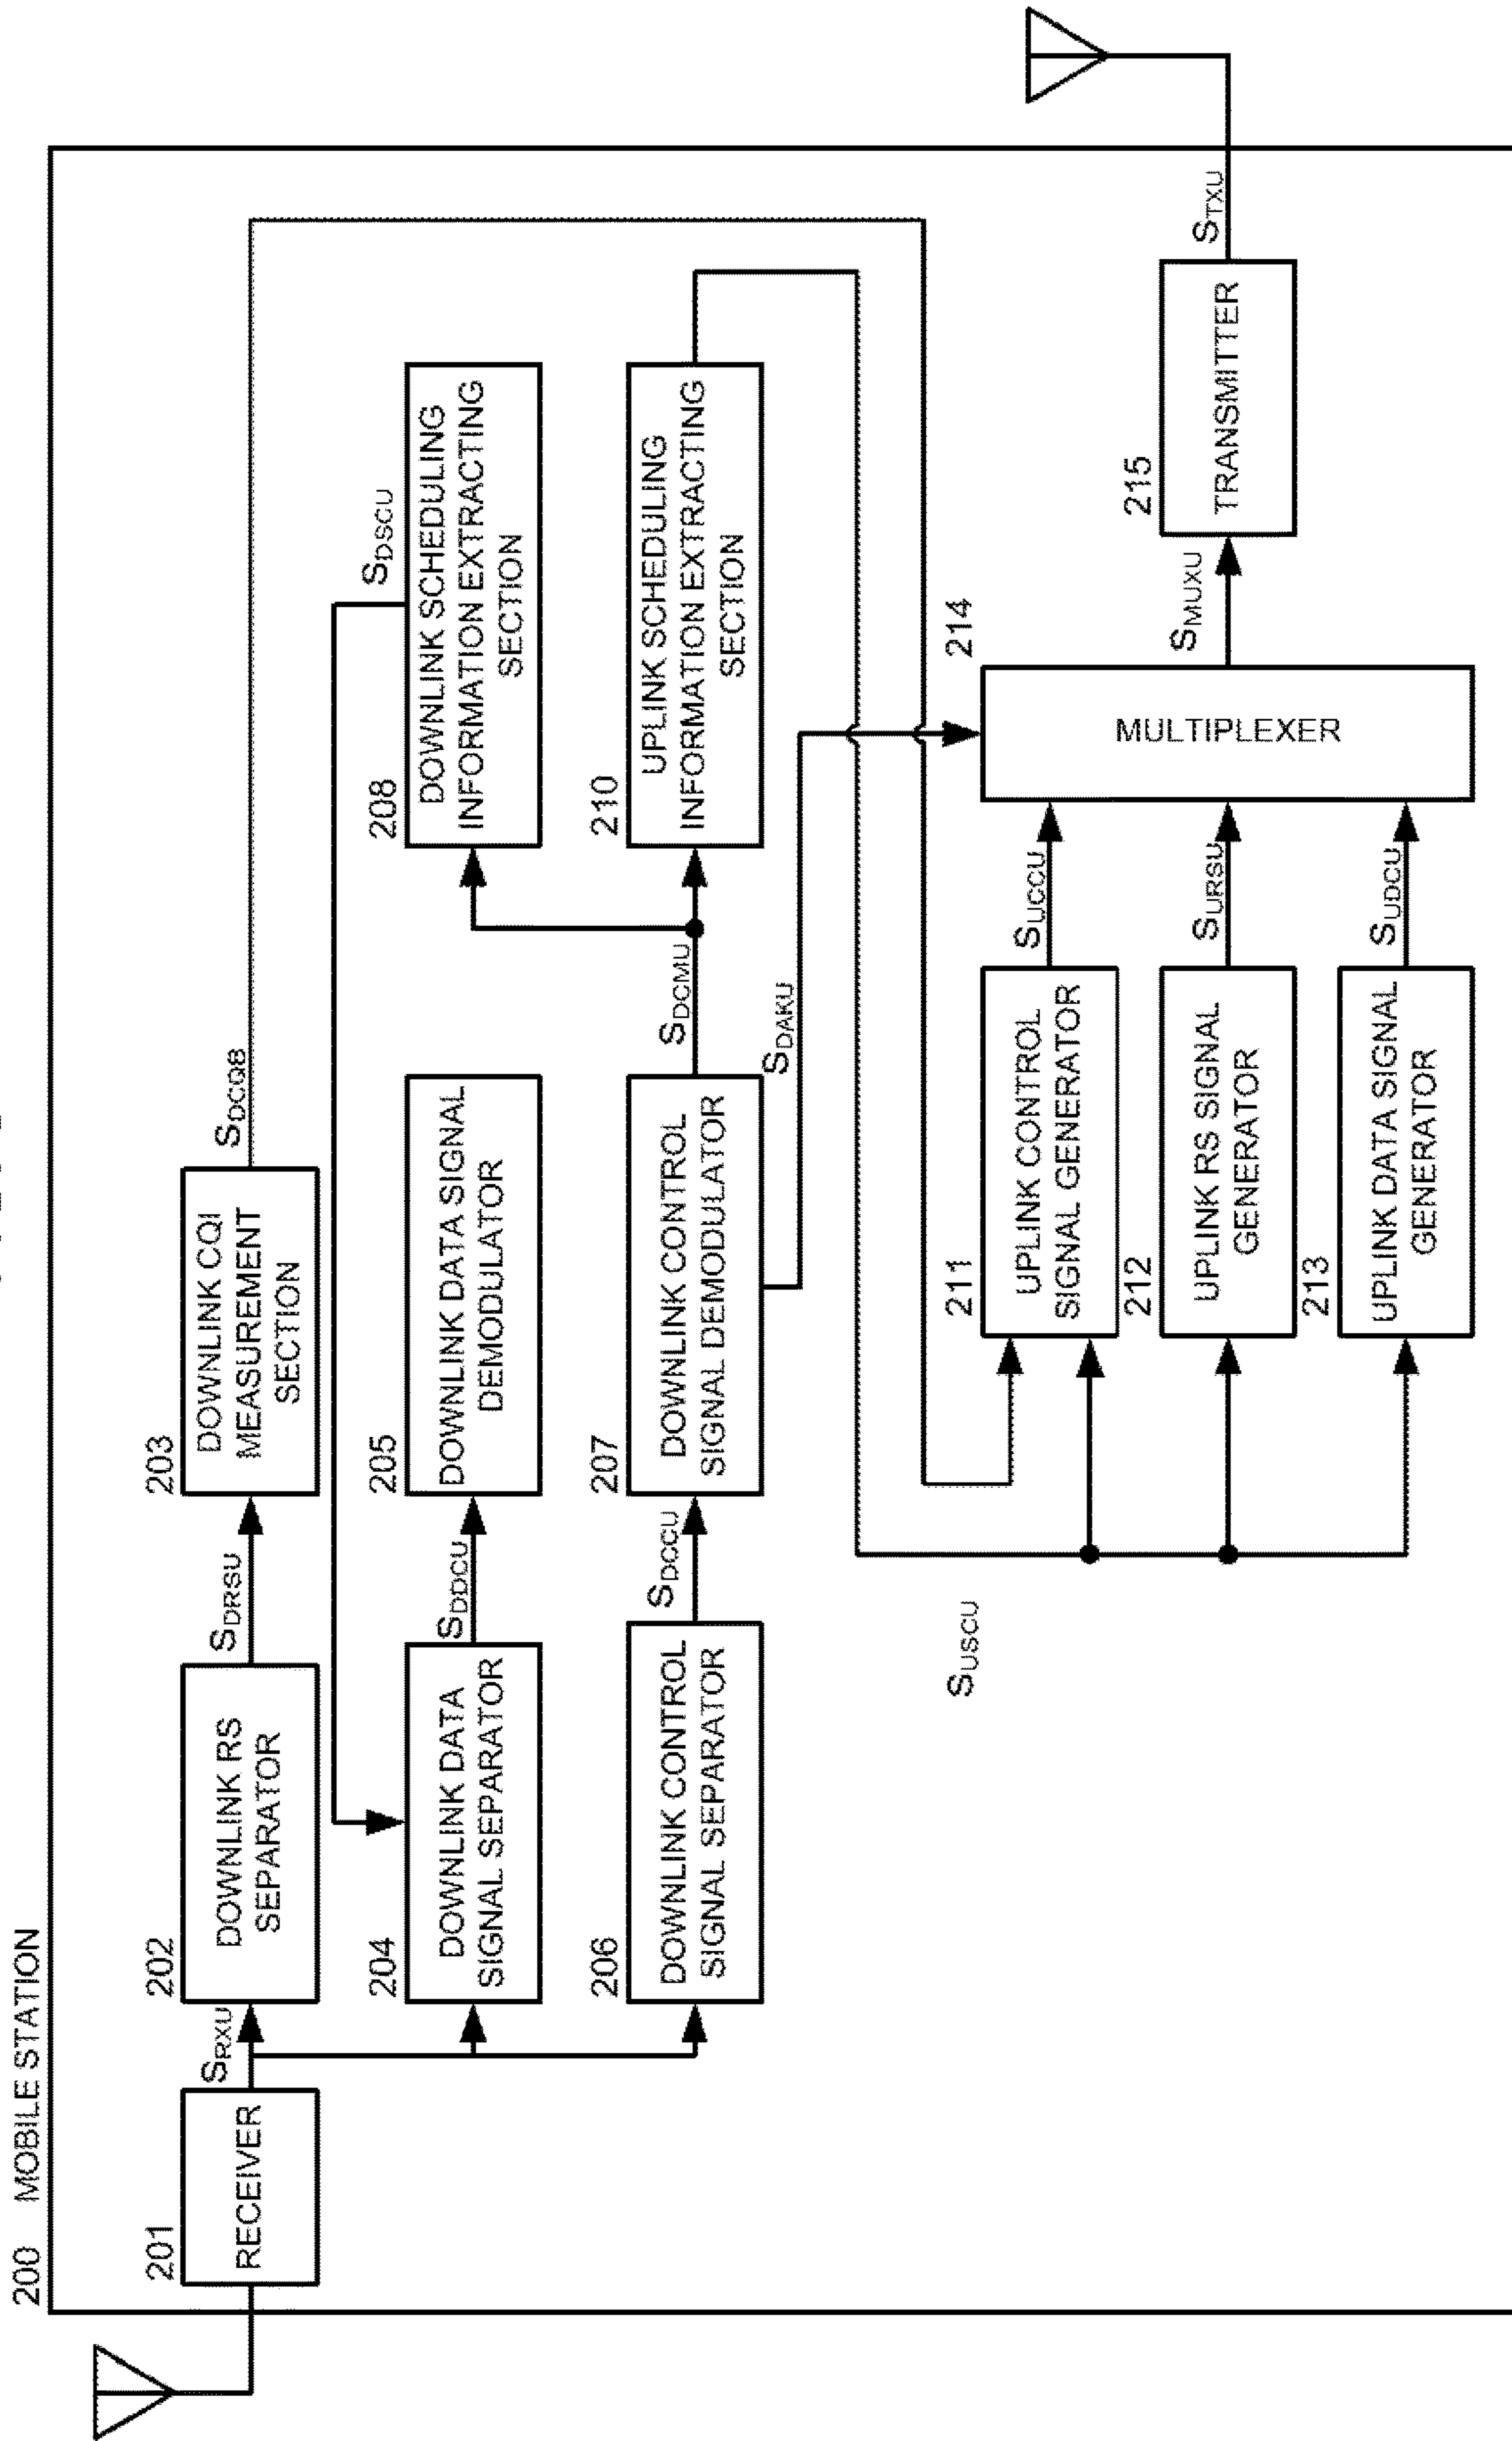 200 MOBILE STATION
201
RECEIVER
SRXU
202
DOWNLINK RS
SEPARATOR
SDRSU
203
DOWNLINK CQI
MEASUREMENT
SECTION
SDCQB
204
DOWNLINK DATA
SIGNAL SEPARATOR
SDDCU
205
DOWNLINK DATA SIGNAL
DEMODULATOR
SDSCU
208
DOWNLINK SCHEDULING
INFORMATION EXTRACTING
SECTION
206
DOWNLINK CONTROL
SIGNAL SEPARATOR
SDCCU
207
DOWNLINK CONTROL
SIGNAL DEMODULATOR
SDCMU
210
UPLINK SCHEDULING
INFORMATION EXTRACTING
SECTION
SDAKU
SUSCU
211
UPLINK CONTROL
SIGNAL GENERATOR
SUCCU
212
UPLINK RS SIGNAL
GENERATOR
SURSU
213
UPLINK DATA SIGNAL
GENERATOR
SUDCU
214
MULTIPLEXER
SMUXU
215
TRANSMITTER
STXU